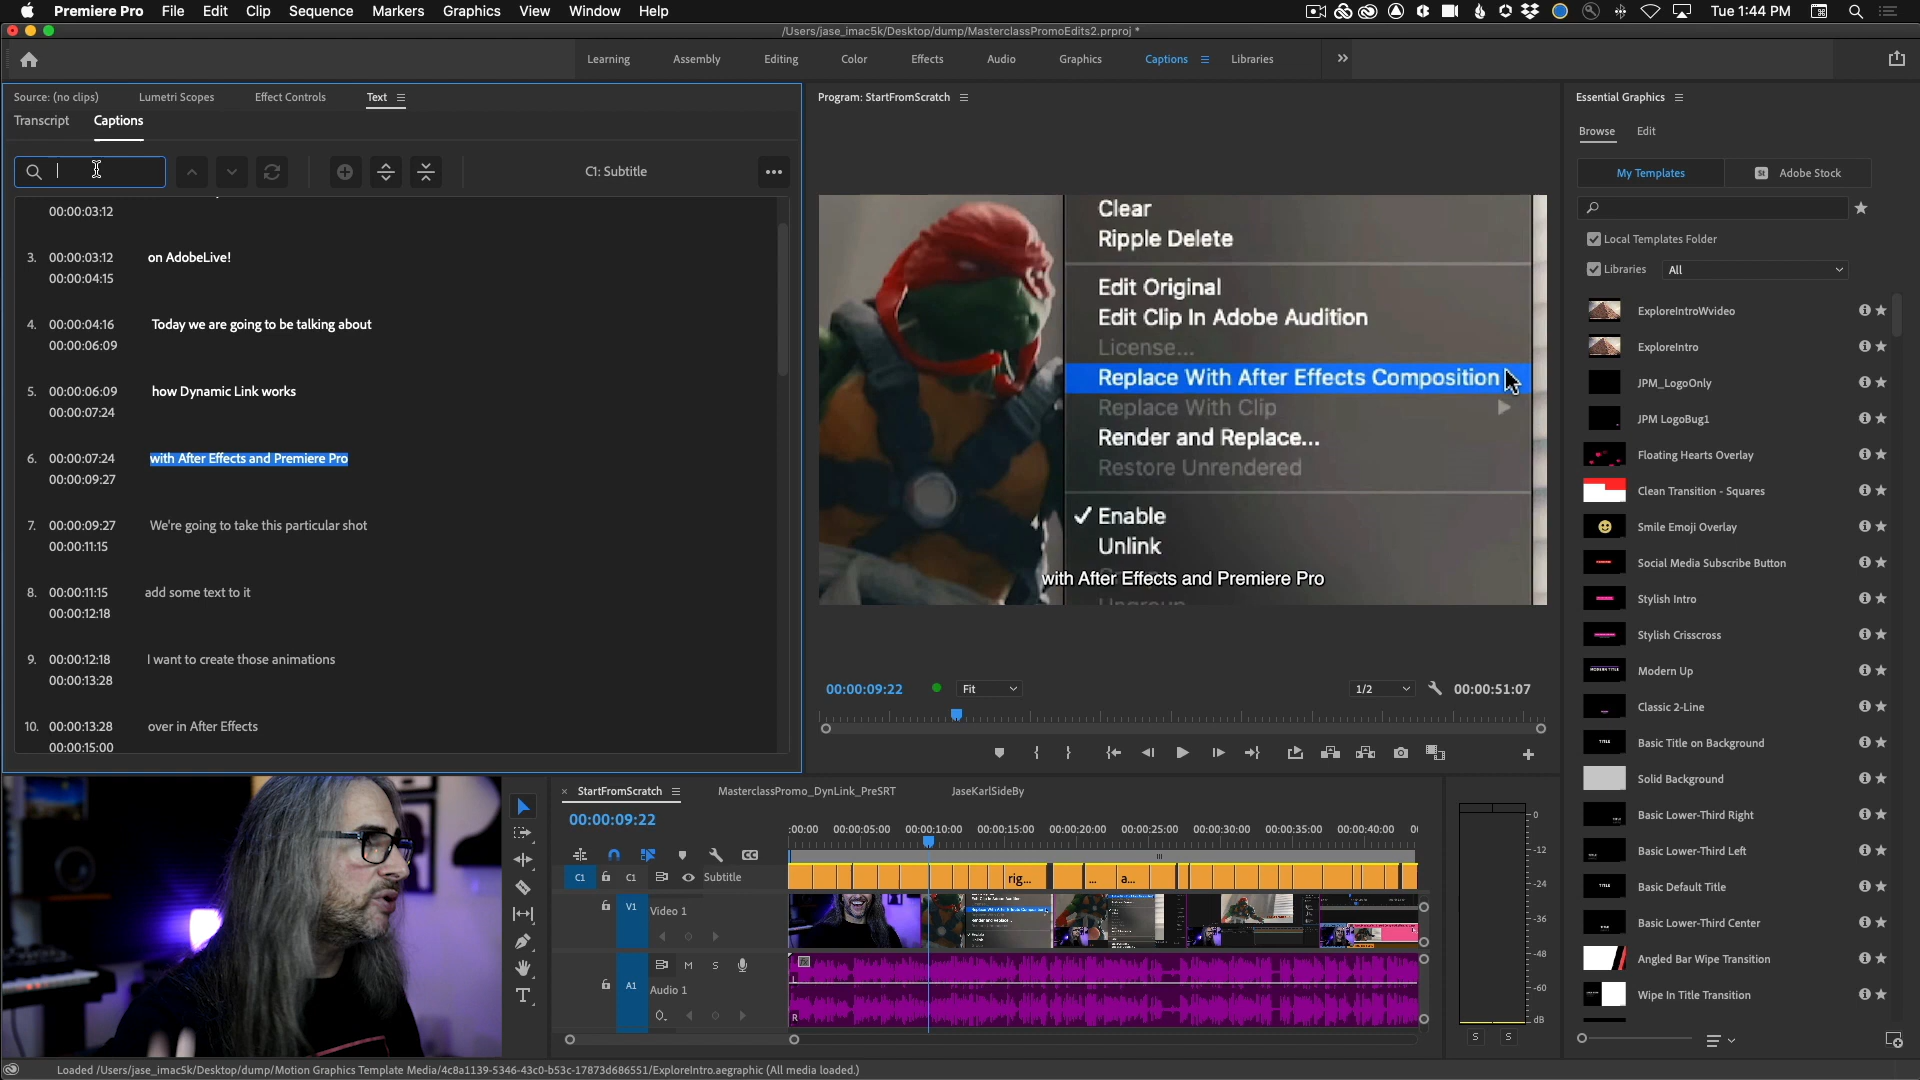 Premiere Pro File Edit Clip Sequence Markers Graphics View Window Help
Tue 1:44 PM
/Users/jase_imac5k/Desktop/dump/MasterclassPromoEdits2.prproj *
Learning Assembly Editing Color Effects Audio Graphics Captions Libraries
Source: (no clips) Lumetri Scopes Effect Controls Text
Transcript Captions
C1: Subtitle
00:00:03:12
3. 00:00:03:12 on AdobeLive!
00:00:04:15
4. 00:00:04:16 Today we are going to be talking about
00:00:06:09
5. 00:00:06:09 how Dynamic Link works
00:00:07:24
6. 00:00:07:24 with After Effects and Premiere Pro
00:00:09:27
7. 00:00:09:27 We're going to take this particular shot
00:00:11:15
8. 00:00:11:15 add some text to it
00:00:12:18
9. 00:00:12:18 I want to create those animations
00:00:13:28
10. 00:00:13:28 over in After Effects
00:00:15:00
Program: StartFromScratch
Clear
Ripple Delete
Edit Original
Edit Clip In Adobe Audition
License...
Replace With After Effects Composition
Replace With Clip
Render and Replace...
Restore Unrendered
Enable
Unlink
with After Effects and Premiere Pro
Ungroup
00:00:09:22 Fit 1/2 00:00:51:07
Essential Graphics
Browse Edit
My Templates St Adobe Stock
Local Templates Folder
Libraries All
ExploreIntroWvideo
ExploreIntro
JPM_LogoOnly
JPM LogoBug1
Floating Hearts Overlay
Clean Transition - Squares
Smile Emoji Overlay
Social Media Subscribe Button
Stylish Intro
Stylish Crisscross
Modern Up
Classic 2-Line
Basic Title on Background
Solid Background
Basic Lower-Third Right
Basic Lower-Third Left
Basic Default Title
Basic Lower-Third Center
Angled Bar Wipe Transition
Wipe In Title Transition
StartFromScratch MasterclassPromo_DynLink_PreSRT JaseKarlSideBy
00:00:09:22
:00:00 00:00:05:00 00:00:10:00 00:00:15:00 00:00:20:00 00:00:25:00 00:00:30:00 00:00:35:00 00:00:40:00
CC
C1 C1 Subtitle rig... ... a...
V1 Video 1
M S
A1 Audio 1
L
R
0
-12
-24
-36
-48
-60
dB
S S
Loaded /Users/jase_imac5k/Desktop/dump/Motion Graphics Template Media/4c8a1139-5346-43c0-b53c-17873d686551/ExploreIntro.aegraphic (All media loaded.)